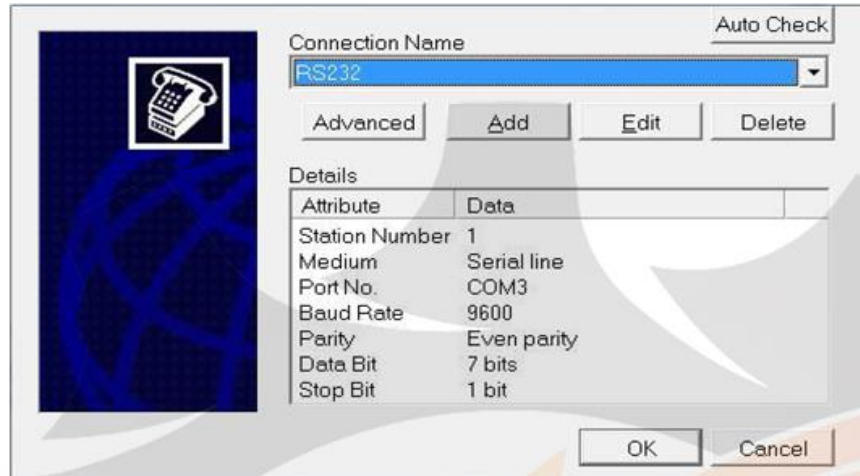 Auto Check
Connection Name
RS232
Advanced Add Edit Delete
Details
Attribute Data
Station Number 1
Medium Serial line
Port No. COM3
Baud Rate 9600
Parity Even parity
Data Bit 7 bits
Stop Bit 1 bit
OK Cancel